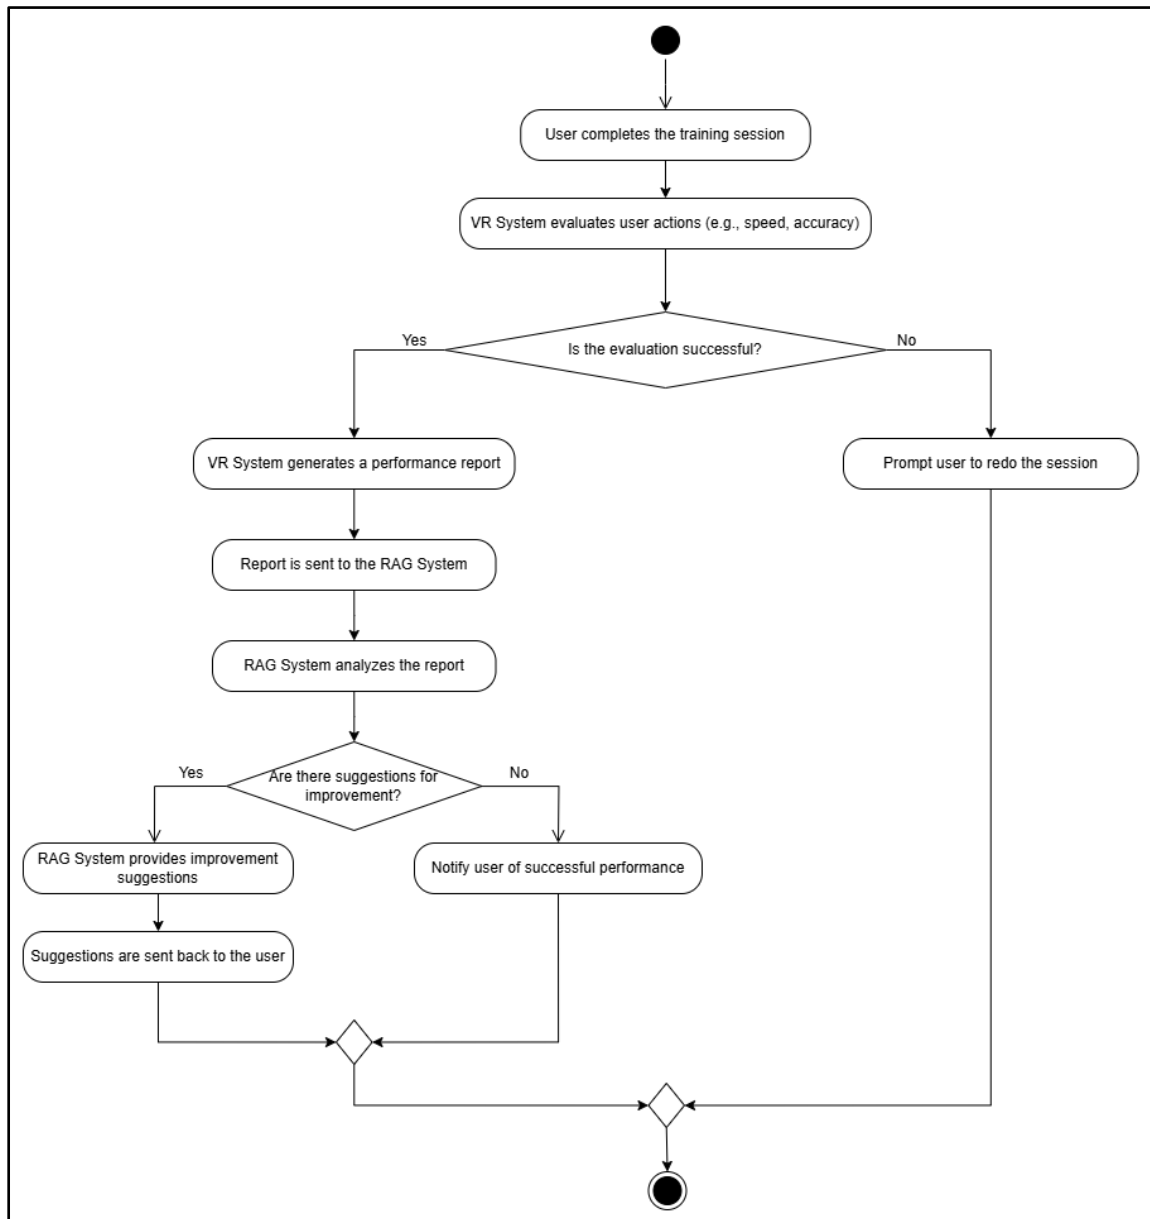 User completes the training session
VR System evaluates user actions (e.g., speed, accuracy)
Yes
Is the evaluation successful?
No
VR System generates a performance report
Prompt user to redo the session
Report is sent to the RAG System
RAG System analyzes the report
Yes
Are there suggestions for
improvement?
No
RAG System provides improvement
suggestions
Notify user of successful performance
Suggestions are sent back to the user